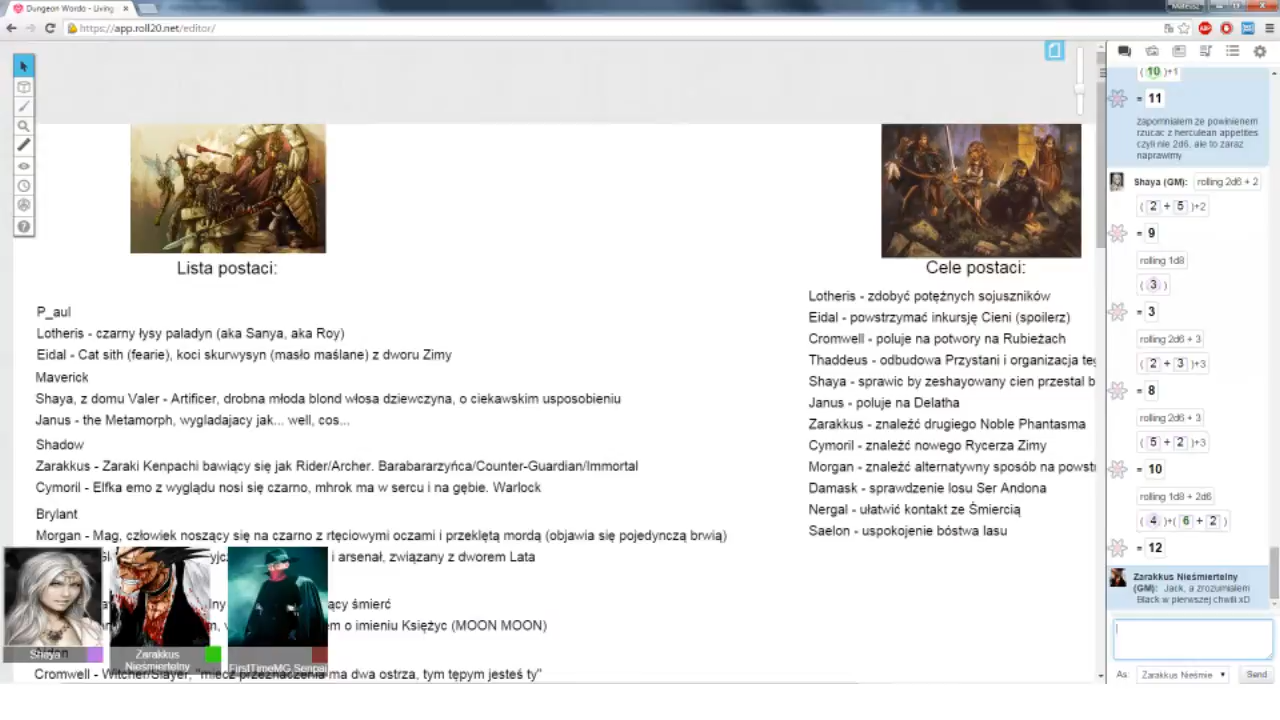 Dungeon Wordo - Living
Mateusz
https://app.roll20.net/editor/
Lista postaci:
P_aul
Lotheris - czarny łysy paladyn (aka Sanya, aka Roy)
Eidal - Cat sith (fearie), koci skurwysyn (masło maślane) z dworu Zimy
Maverick
Shaya, z domu Valer - Artificer, drobna młoda blond włosa dziewczyna, o ciekawskim usposobieniu
Janus - the Metamorph, wygladajacy jak... well, cos...
Shadow
Zarakkus - Zaraki Kenpachi bawiący się jak Rider/Archer. Barabararzyńca/Counter-Guardian/Immortal
Cymoril - Elfka emo z wyglądu nosi się czarno, mhrok ma w sercu i na gębie. Warlock
Brylant
Morgan - Mag, człowiek noszący się na czarno z rtęciowymi oczami i przeklętą mordą (objawia się pojedynczą brwią)
i arsenał, związany z dworem Lata
ący śmierć
o imieniu Księżyc (MOON MOON)
Cromwell - Witcher/Slayer, "miecz przeznaczenia ma dwa ostrza, tym tępym jesteś ty"
Shaya
Zarakkus Nieśmiertelny
FirstTimeMG Senpai
Cele postaci:
Lotheris - zdobyć potężnych sojuszników
Eidal - powstrzymać inkursję Cieni (spoilerz)
Cromwell - poluje na potwory na Rubieżach
Thaddeus - odbudowa Przystani i organizacja teg
Shaya - sprawic by zeshayowany cien przestal b
Janus - poluje na Delatha
Zarakkus - znaleźć drugiego Noble Phantasma
Cymoril - znaleźć nowego Rycerza Zimy
Morgan - znaleźć alternatywny sposób na powstr
Damask - sprawdzenie losu Ser Andona
Nergal - ułatwić kontakt ze Śmiercią
Saelon - uspokojenie bóstwa lasu
(10)+1
= 11
zapomniałem ze powinienem
rzucac z herculean appetites
czyli nie 2d6, ale to zaraz
naprawimy
Shaya (GM): rolling 2d6 + 2
(2 + 5)+2
= 9
rolling 1d8
(3)
= 3
rolling 2d6 + 3
(2 + 3)+3
= 8
rolling 2d6 + 3
(5 + 2)+3
= 10
rolling 1d8 + 2d6
(4)+(6 + 2)
= 12
Zarakkus Nieśmiertelny
(GM): Jack, a zrozumiałem
Black w pierwszej chwili xD
As: Zarakkus Nieśmie
Send